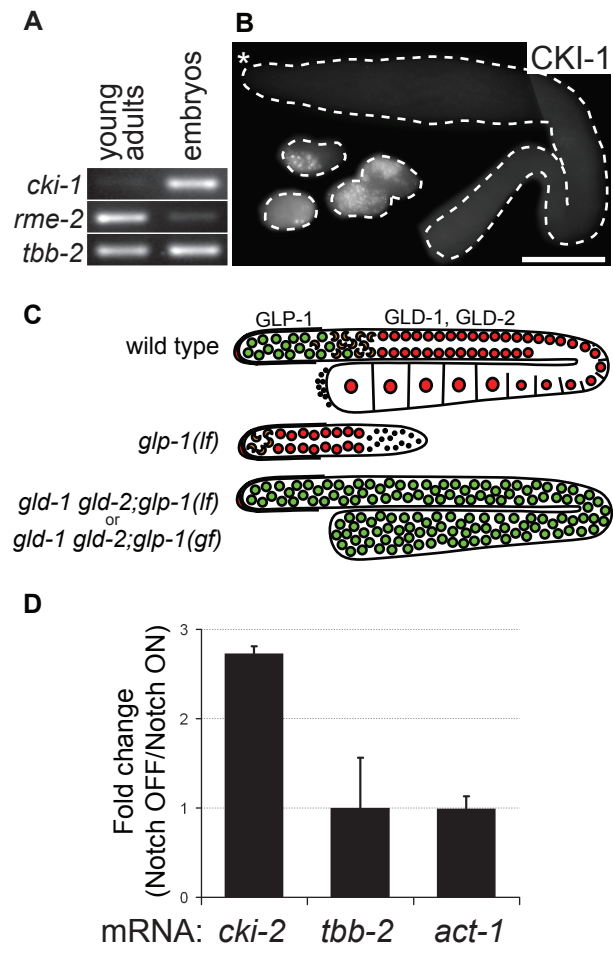 A
young adults
embryos
cki-1
rme-2
tbb-2
B
*
CKI-1
C
GLP-1
GLD-1, GLD-2
wild type
glp-1(lf)
gld-1 gld-2;glp-1(lf)
or
gld-1 gld-2;glp-1(gf)
D
Fold change
(Notch OFF/Notch ON)
3
2
1
0
mRNA: cki-2 tbb-2 act-1